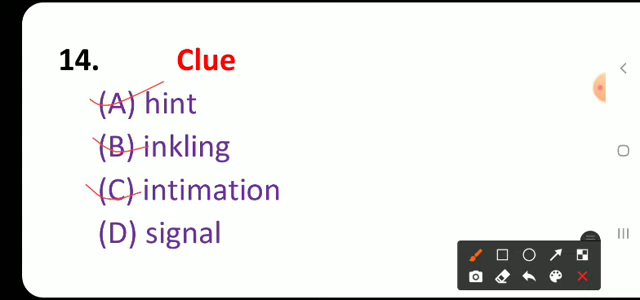 14. Clue
(A) hint
(B) inkling
(C) intimation
(D) signal